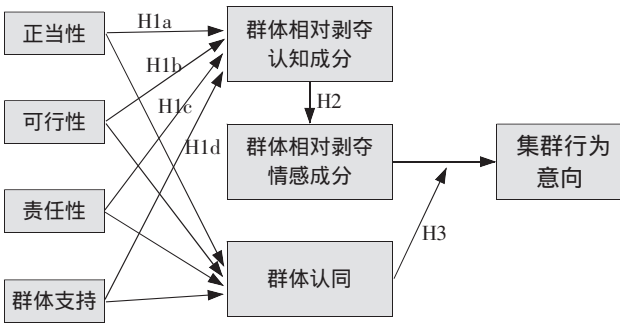 正当性
可行性
责任性
群体支持
H1a
H1b
H1c
H1d
群体相对剥夺
认知成分
H2
群体相对剥夺
情感成分
群体认同
H3
集群行为
意向